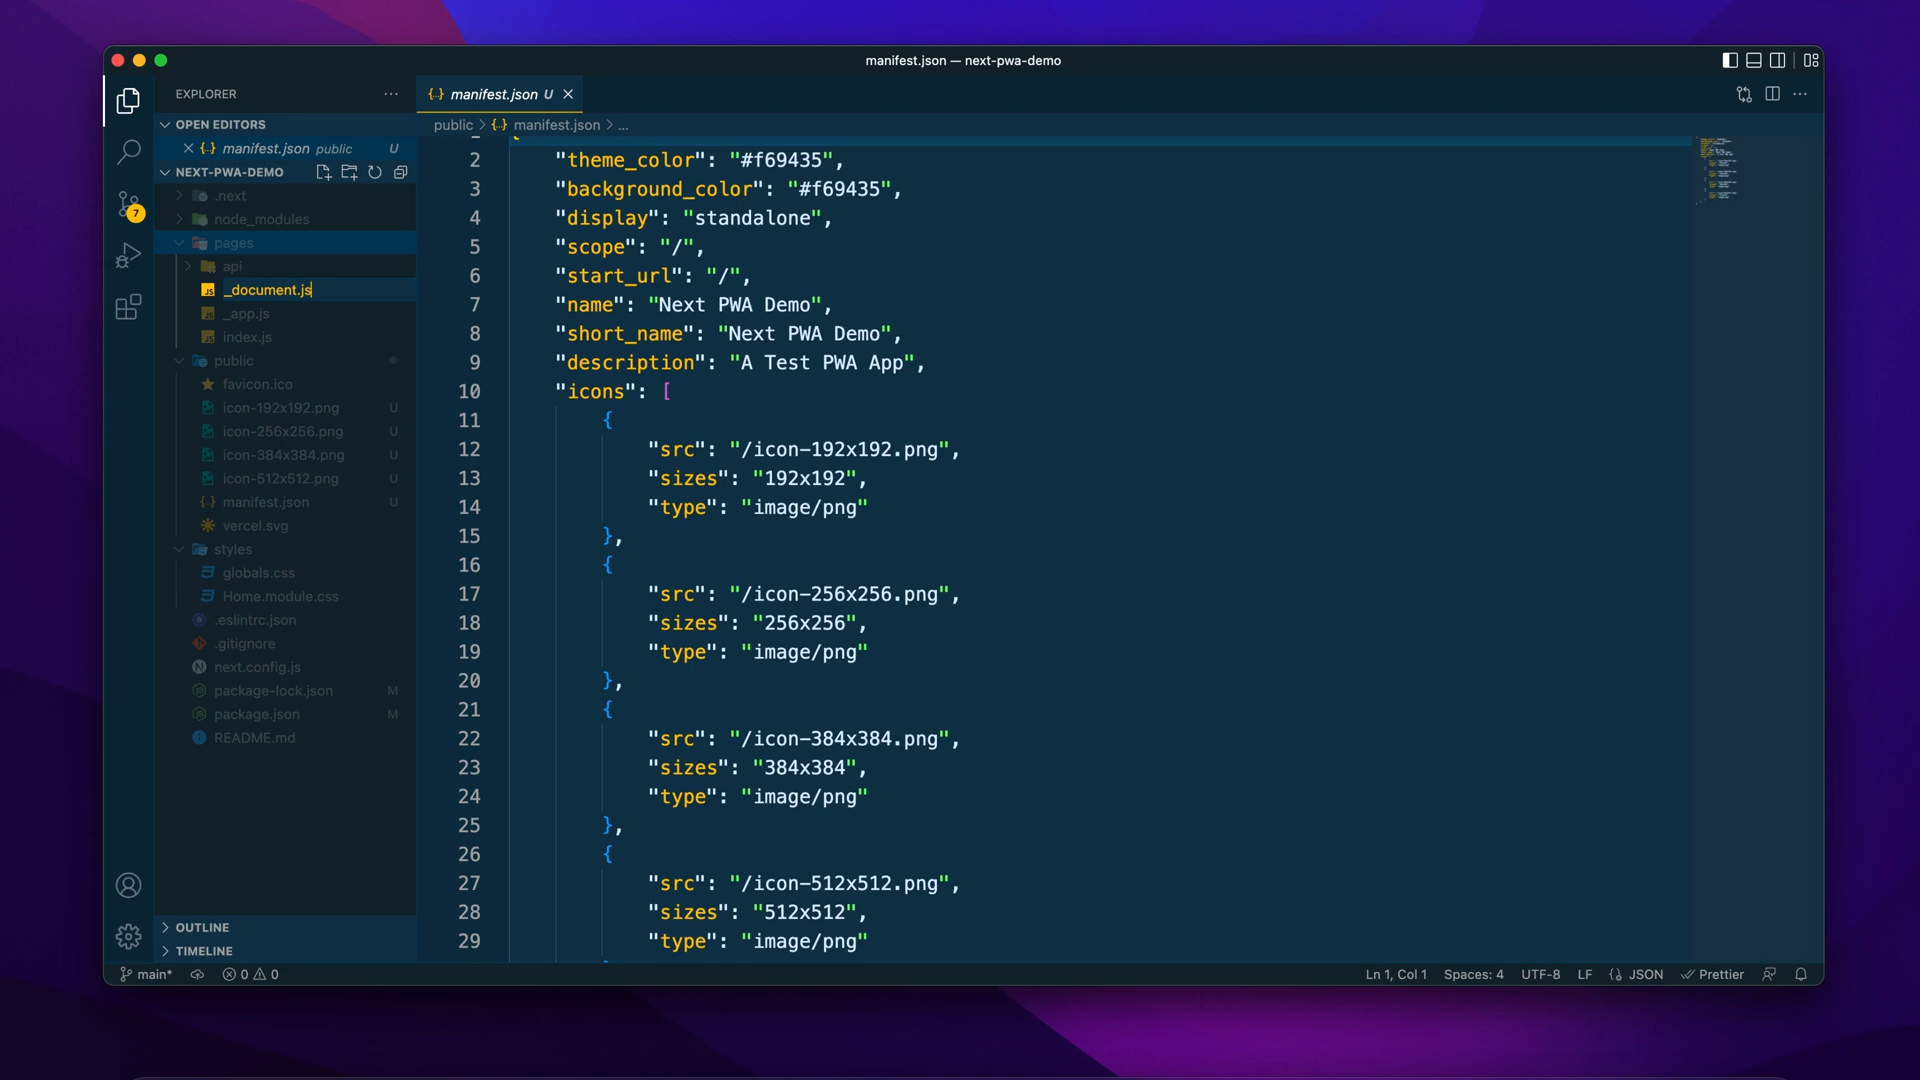 manifest.json — next-pwa-demo
EXPLORER
manifest.json U
OPEN EDITORS
manifest.json public U
public > manifest.json > ...
NEXT-PWA-DEMO
.next
node_modules
pages
api
_document.js
_app.js
index.js
public
favicon.ico
icon-192x192.png U
icon-256x256.png U
icon-384x384.png U
icon-512x512.png U
manifest.json U
vercel.svg
styles
globals.css
Home.module.css
.eslintrc.json
.gitignore
next.config.js
package-lock.json M
package.json M
README.md
OUTLINE
TIMELINE
7
2 "theme_color": "#f69435",
3 "background_color": "#f69435",
4 "display": "standalone",
5 "scope": "/",
6 "start_url": "/",
7 "name": "Next PWA Demo",
8 "short_name": "Next PWA Demo",
9 "description": "A Test PWA App",
10 "icons": [
11 {
12 "src": "/icon-192x192.png",
13 "sizes": "192x192",
14 "type": "image/png"
15 },
16 {
17 "src": "/icon-256x256.png",
18 "sizes": "256x256",
19 "type": "image/png"
20 },
21 {
22 "src": "/icon-384x384.png",
23 "sizes": "384x384",
24 "type": "image/png"
25 },
26 {
27 "src": "/icon-512x512.png",
28 "sizes": "512x512",
29 "type": "image/png"
main* 0 0 Ln 1, Col 1 Spaces: 4 UTF-8 LF JSON Prettier